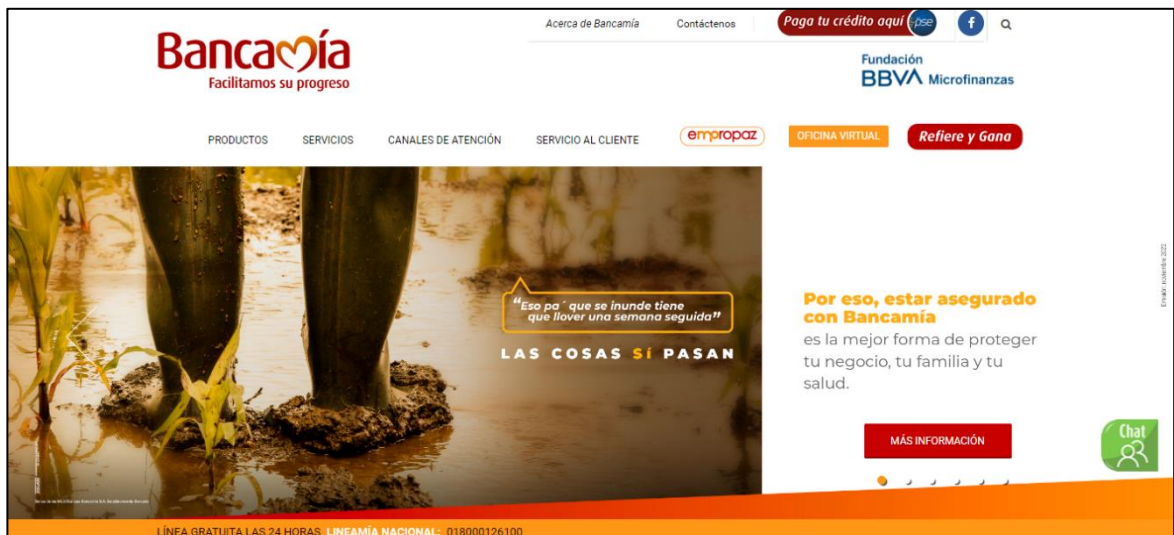 Acerca de Bancamía
Contáctenos
Paga tu crédito aquí pse
f
Bancamía
Facilitamos su progreso
Fundación
BBVA Microfinanzas
PRODUCTOS
SERVICIOS
CANALES DE ATENCIÓN
SERVICIO AL CLIENTE
empropaz
OFICINA VIRTUAL
Refiere y Gana
"Eso pa´ que se inunde tiene
que llover una semana seguida"
LAS COSAS SÍ PASAN
Por eso, estar asegurado
con Bancamía
es la mejor forma de proteger
tu negocio, tu familia y tu
salud.
MÁS INFORMACIÓN
Chat
Emisión noviembre 2022
LÍNEA GRATUITA LAS 24 HORAS LINEAMÍA NACIONAL: 018000126100